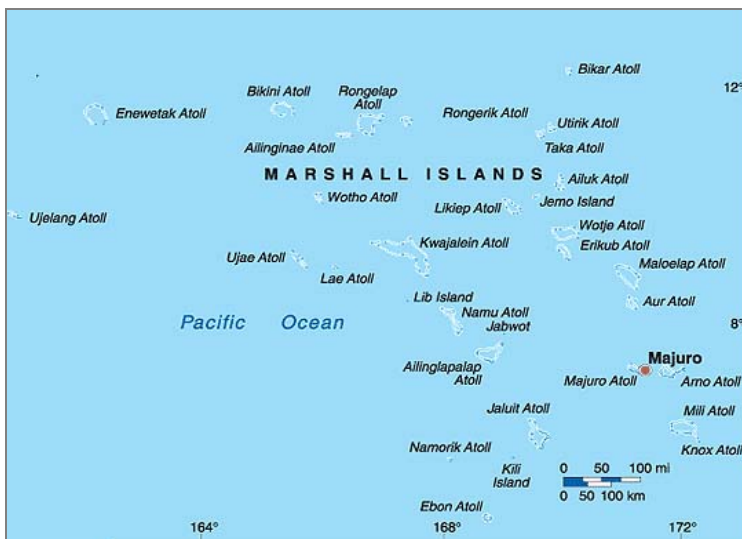 Bikar Atoll
12°
Bikini Atoll
Rongelap
Atoll
Enewetak Atoll
Rongerik Atoll
Utirik Atoll
Ailinginae Atoll
Taka Atoll
MARSHALL ISLANDS
Ailuk Atoll
Wotho Atoll
Likiep Atoll
Jemo Island
Ujelang Atoll
Wotje Atoll
Kwajalein Atoll
Erikub Atoll
Ujae Atoll
Maloelap Atoll
Lae Atoll
Lib Island
Aur Atoll
Namu Atoll
Pacific Ocean
Jabwot
8°
Ailinglapalap
Atoll
Majuro
Majuro Atoll
Arno Atoll
Jaluit Atoll
Mili Atoll
Namorik Atoll
Knox Atoll
Kili
Island
0 50 100 mi
0 50 100 km
Ebon Atoll
164°
168°
172°